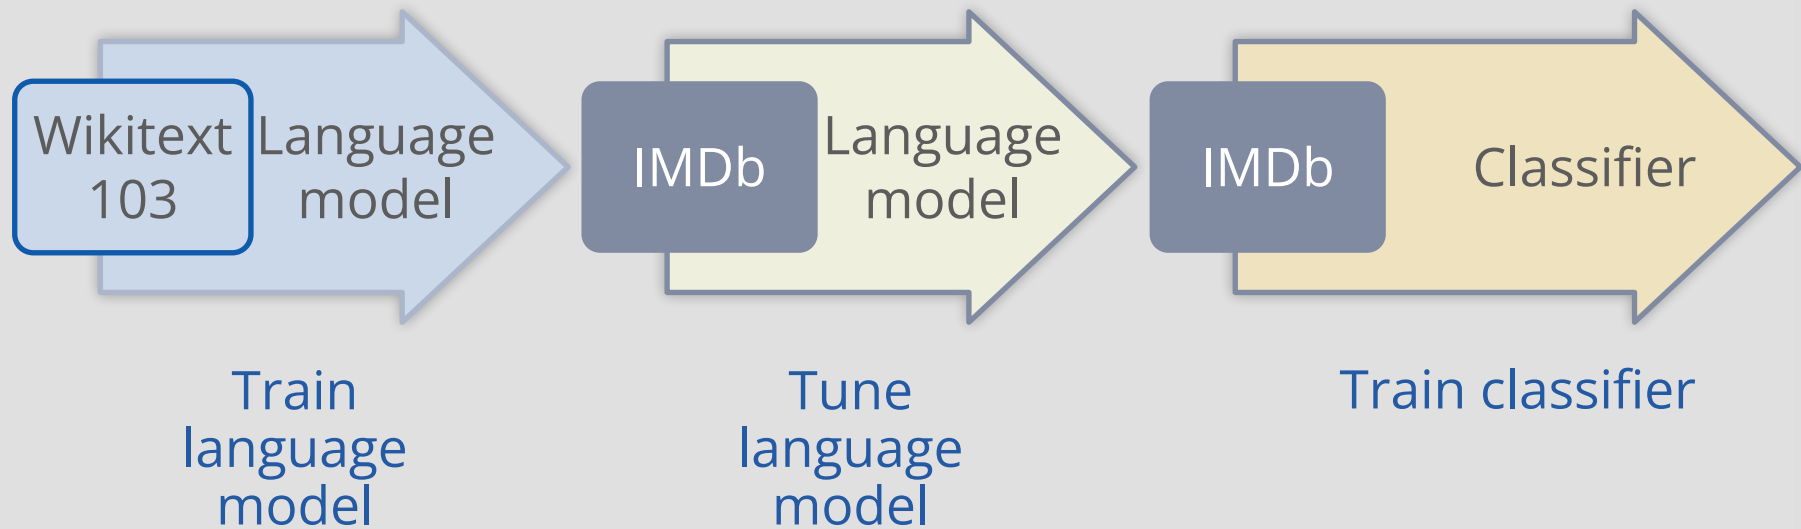 Wikitext
103
Language
model
IMDb
Language
model
IMDb
Classifier
Train
language
model
Tune
language
model
Train classifier